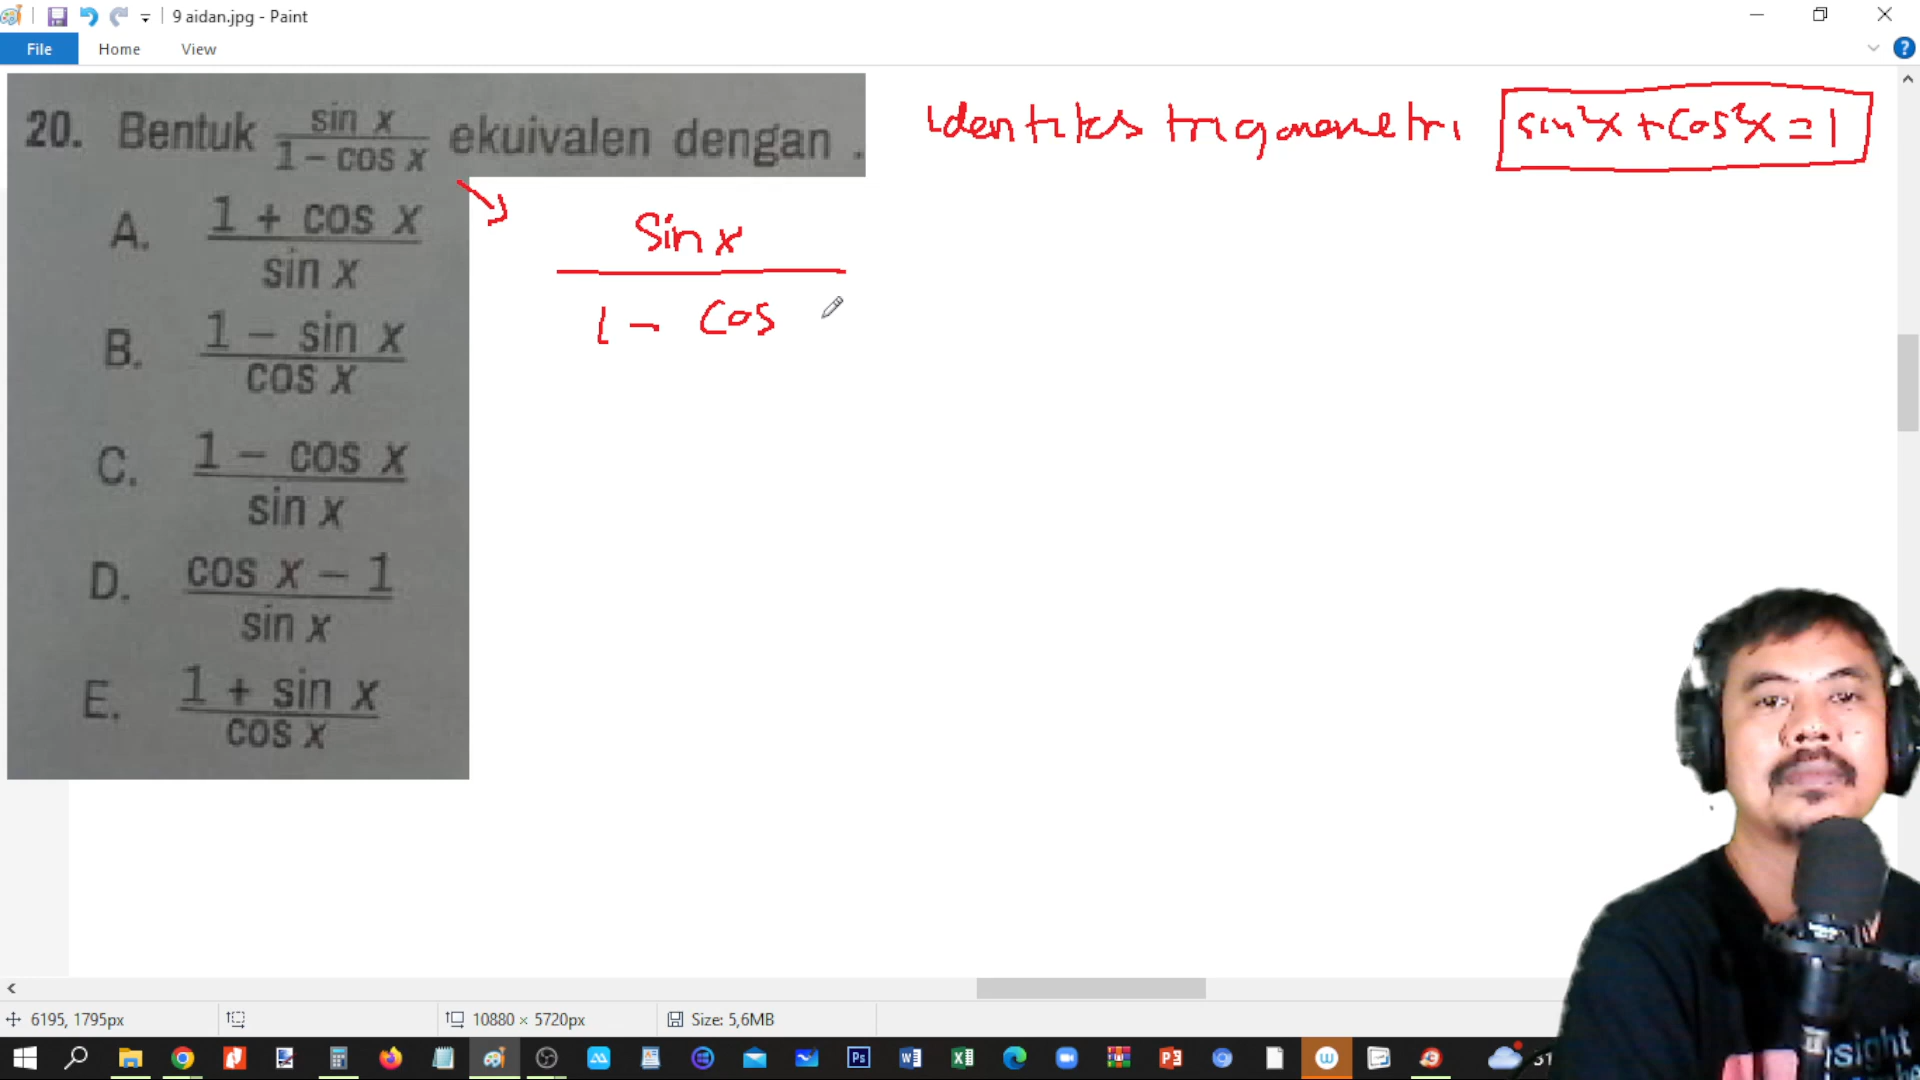 9 aidan.jpg - Paint
File Home View
20. Bentuk sin x / 1 - cos x ekuivalen dengan .
A. 1 + cos x / sin x
B. 1 - sin x / cos x
C. 1 - cos x / sin x
D. cos x - 1 / sin x
E. 1 + sin x / cos x
identitas trigonometri sin²x + cos²x = 1
sin x
1 - cos
6195, 1795px
10880 × 5720px
Size: 5,6MB
31